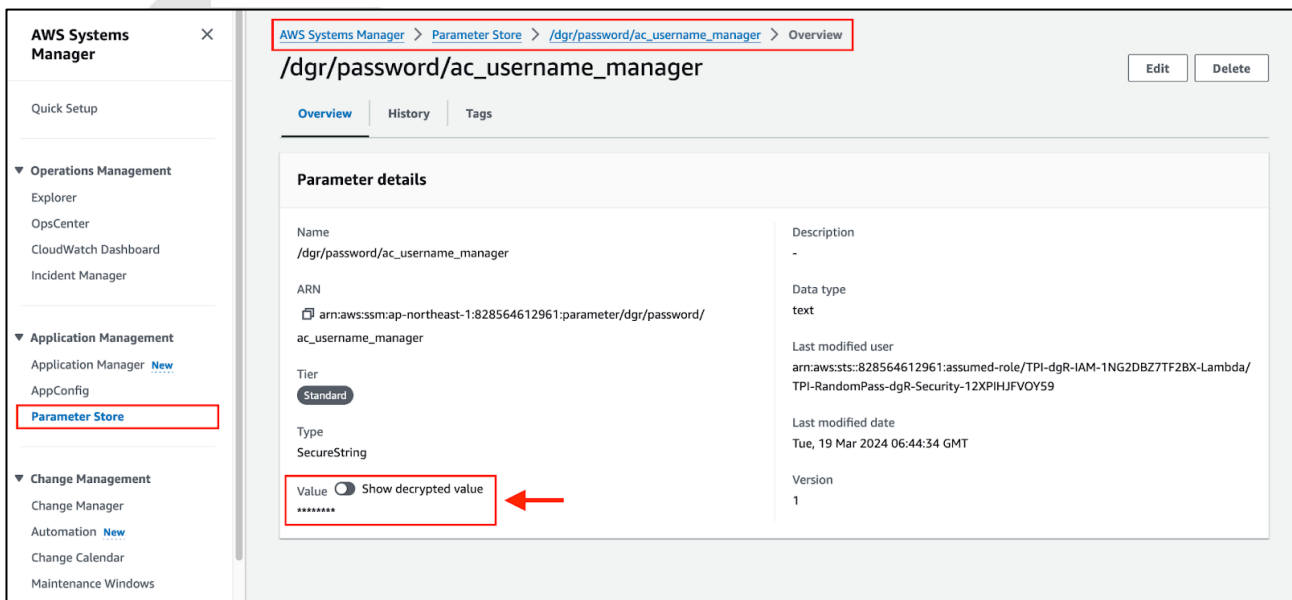 AWS Systems
Manager
Quick Setup
Operations Management
Explorer
OpsCenter
CloudWatch Dashboard
Incident Manager
Application Management
Application Manager New
AppConfig
Parameter Store
Change Management
Change Manager
Automation New
Change Calendar
Maintenance Windows
AWS Systems Manager > Parameter Store > /dgr/password/ac_username_manager > Overview
/dgr/password/ac_username_manager
Edit
Delete
Overview
History
Tags
Parameter details
Name
/dgr/password/ac_username_manager
ARN
arn:aws:ssm:ap-northeast-1:828564612961:parameter/dgr/password/
ac_username_manager
Tier
Standard
Type
SecureString
Value Show decrypted value
********
Description
-
Data type
text
Last modified user
arn:aws:sts::828564612961:assumed-role/TPI-dgR-IAM-1NG2DBZ7TF2BX-Lambda/
TPI-RandomPass-dgR-Security-12XPIHJFVOY59
Last modified date
Tue, 19 Mar 2024 06:44:34 GMT
Version
1